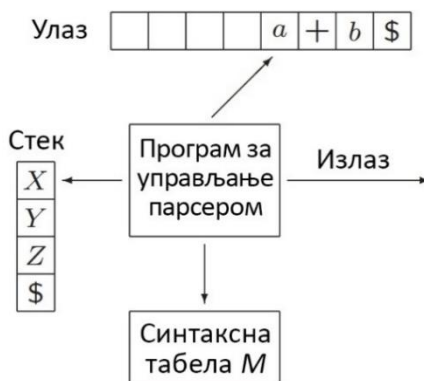 Улаз
a + b $
Стек
X
Y
Z
$
Програм за
управљање
парсером
Излаз
Синтаксна
табела M